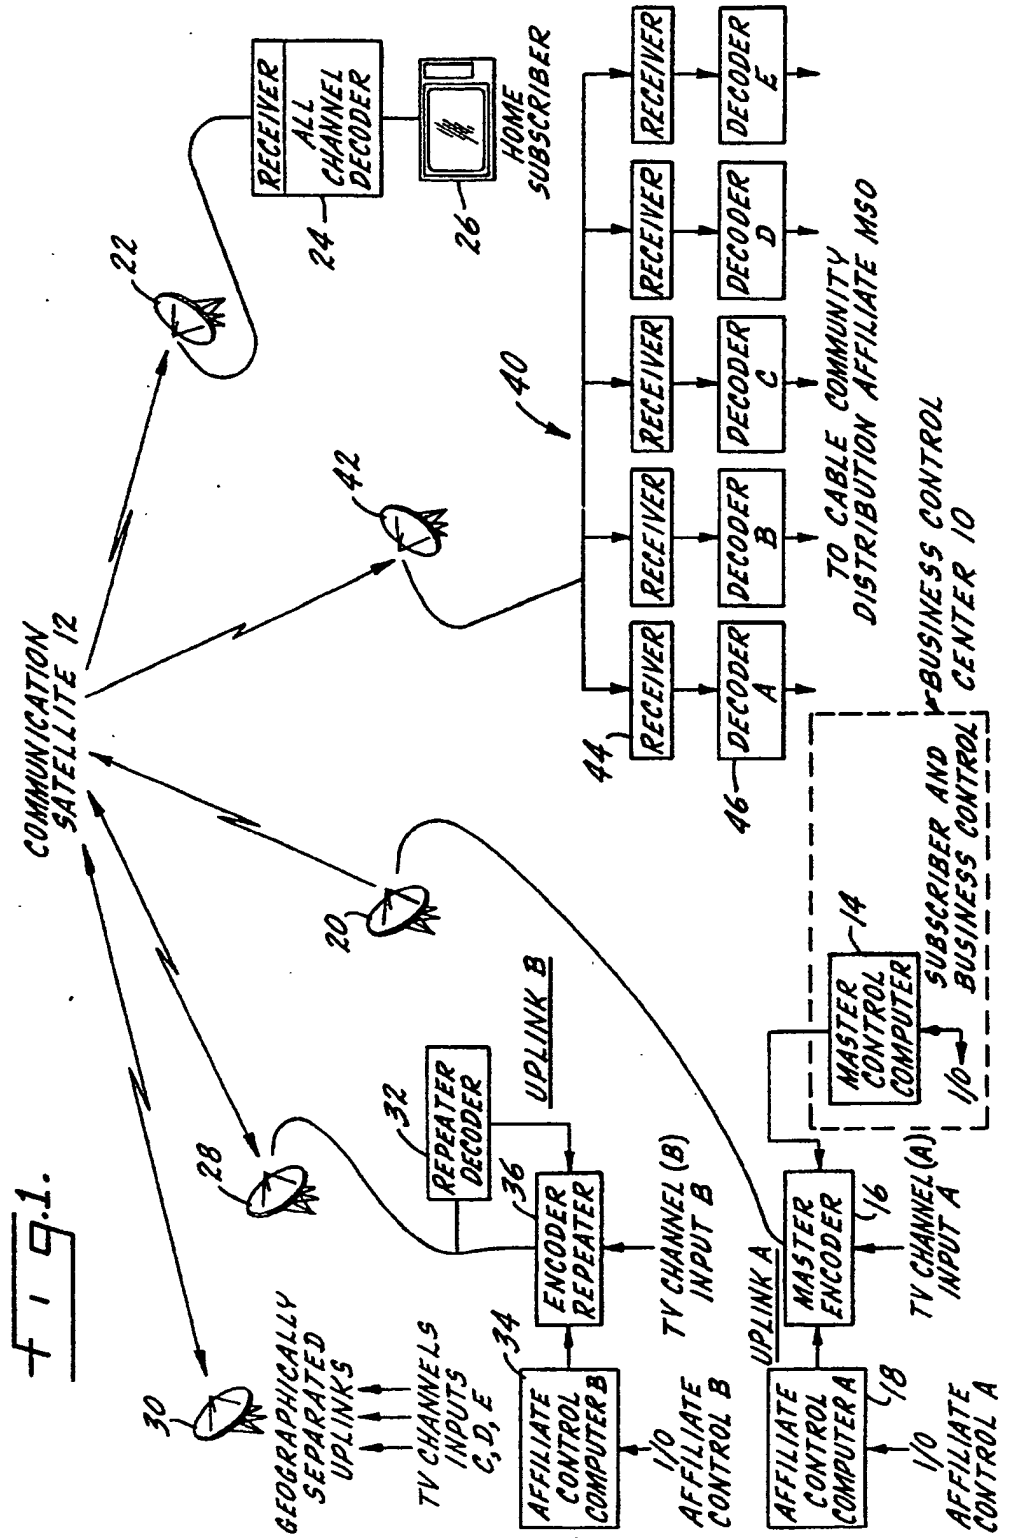 Fig.1.
COMMUNICATION
SATELLITE 12
30
28
20
42
22
GEOGRAPHICALLY
SEPARATED
UPLINKS
TV CHANNELS
INPUTS
C, D, E
RECEIVER
ALL
CHANNEL
DECODER
24
26
HOME
SUBSCRIBER
32
REPEATER
DECODER
UPLINK B
34
AFFILIATE
CONTROL
COMPUTER B
36
ENCODER
REPEATER
I/O
AFFILIATE
CONTROL B
TV CHANNEL (B)
INPUT B
40
44
RECEIVER
RECEIVER
RECEIVER
RECEIVER
RECEIVER
46
DECODER
A
DECODER
B
DECODER
C
DECODER
D
DECODER
E
TO CABLE COMMUNITY
DISTRIBUTION AFFILIATE MSO
UPLINK A
AFFILIATE
CONTROL
COMPUTER A
18
MASTER
ENCODER
16
I/O
AFFILIATE
CONTROL A
TV CHANNEL (A)
INPUT A
MASTER
CONTROL
COMPUTER
14
I/O
SUBSCRIBER AND
BUSINESS CONTROL
BUSINESS CONTROL
CENTER 10